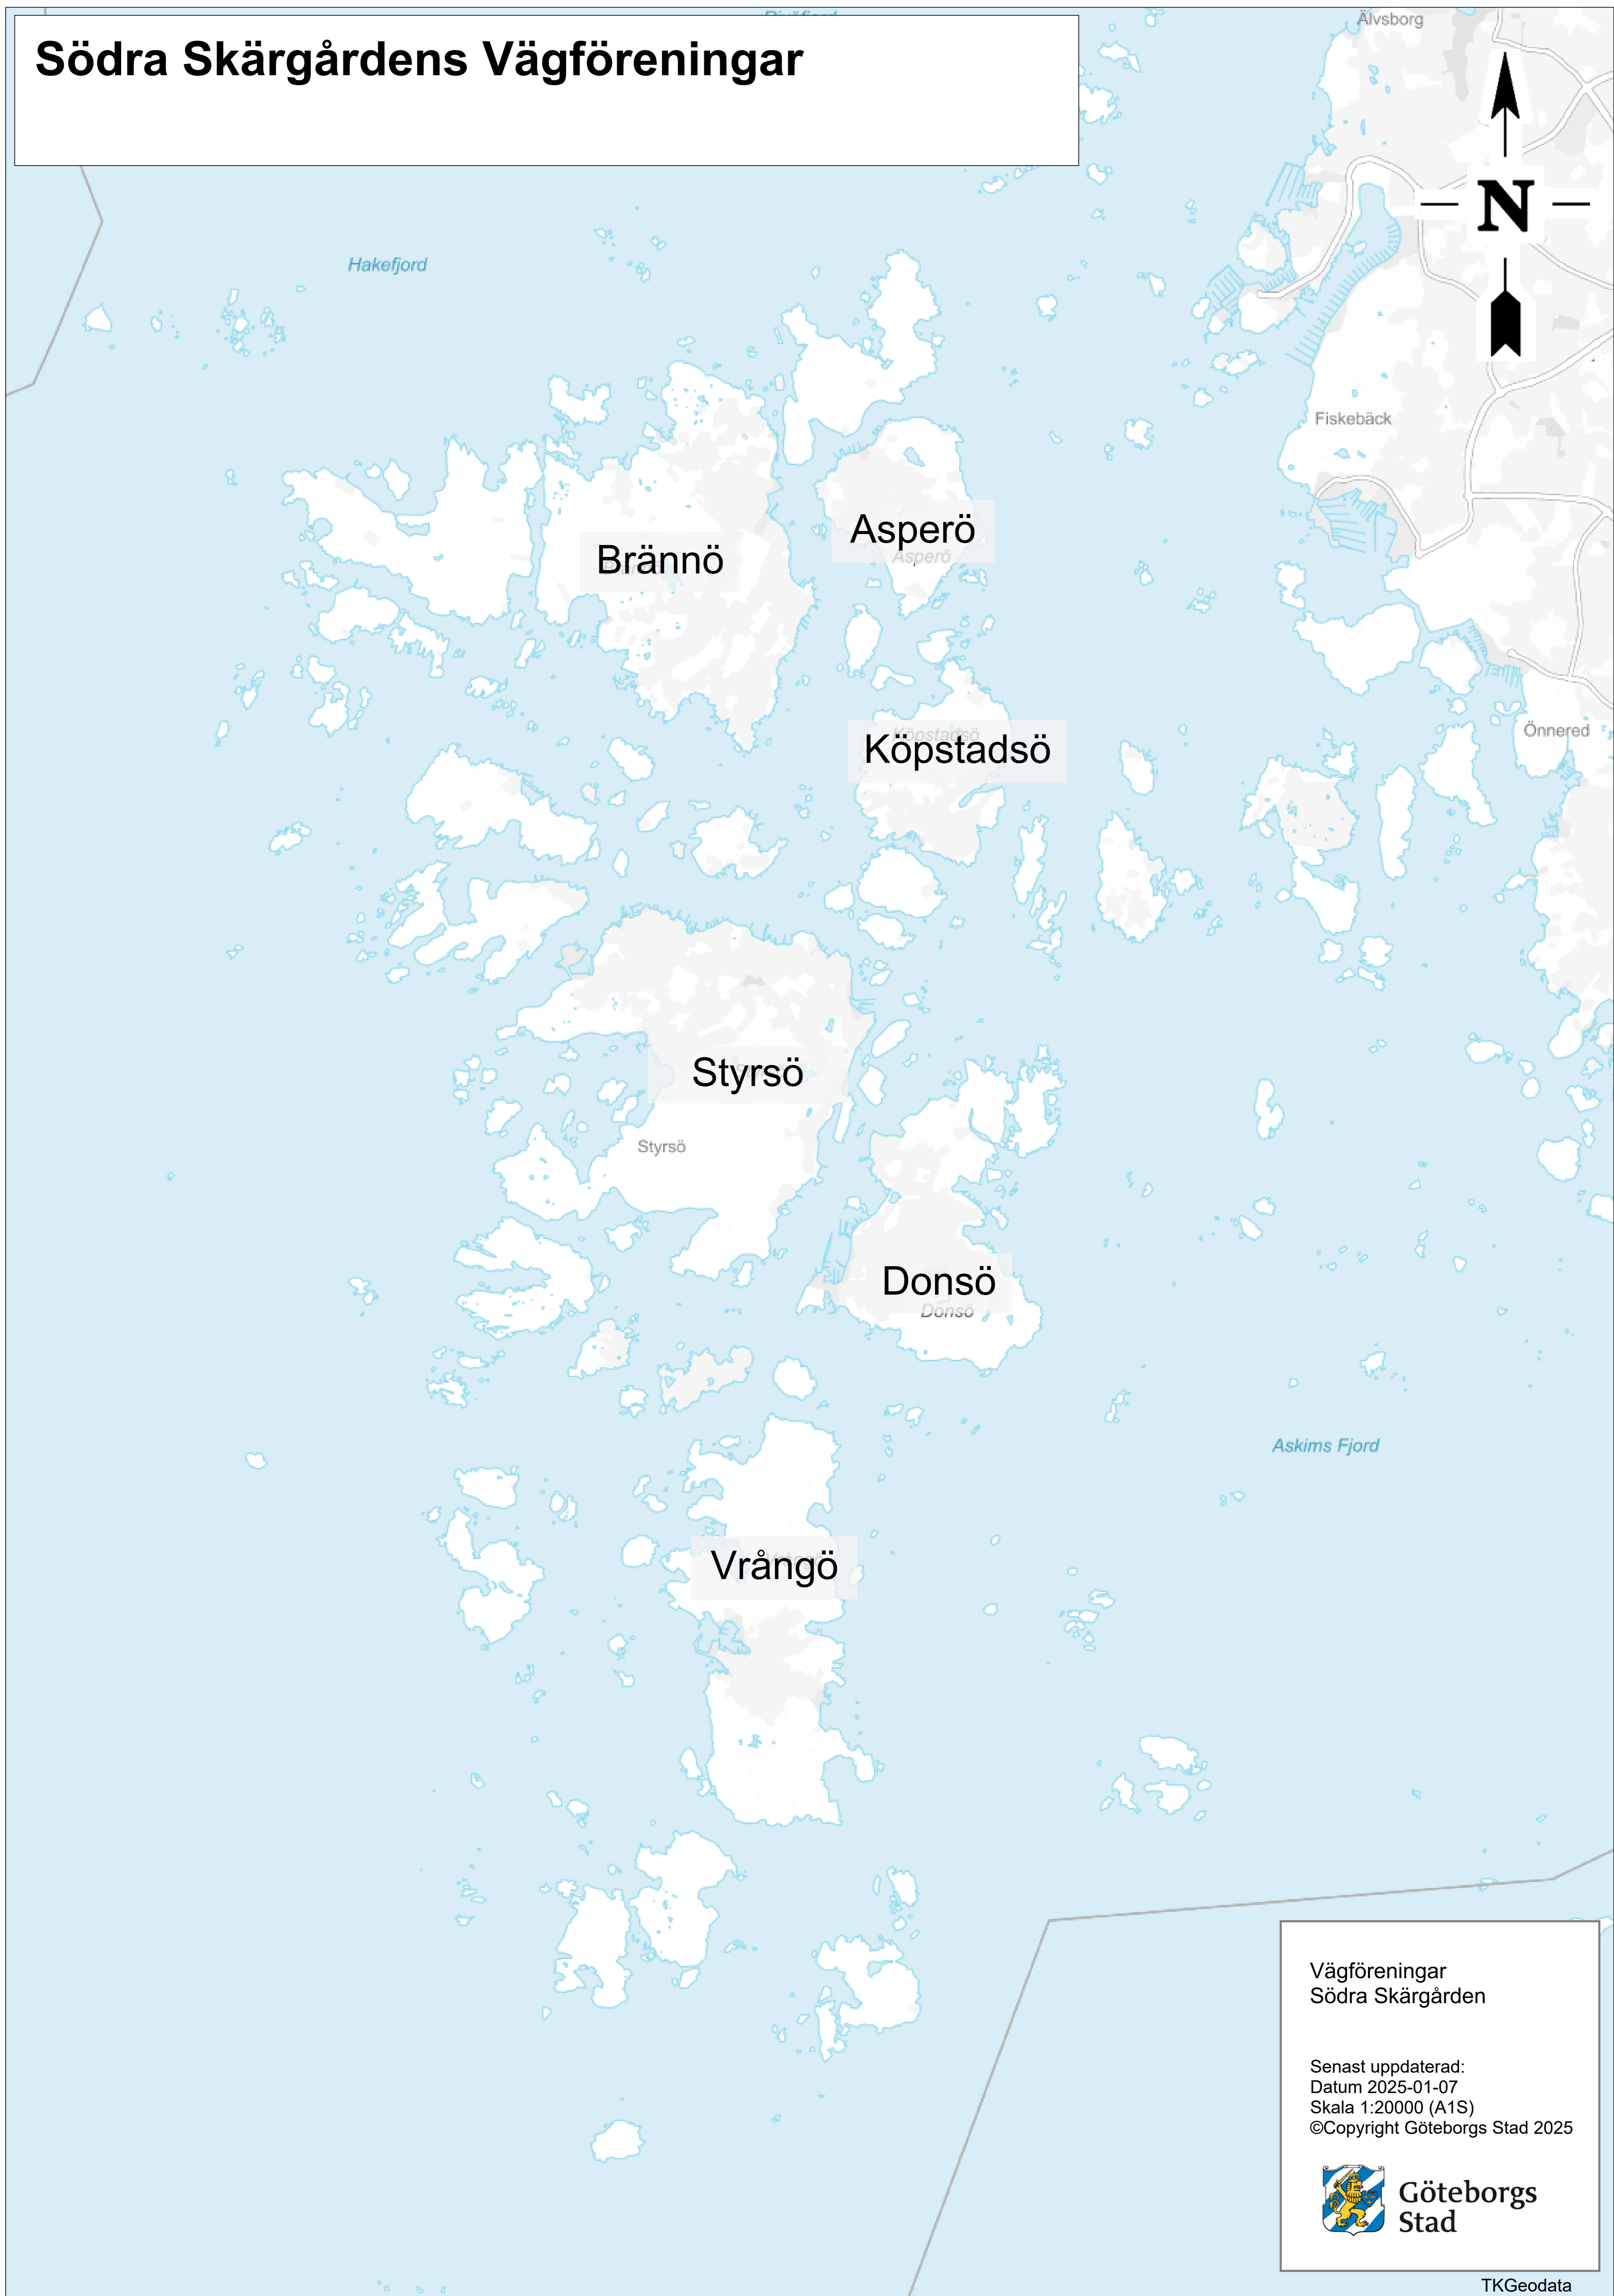 Södra Skärgårdens Vägföreningar
Älvsborg
N
Hakefjord
Fiskebäck
Asperö
Asperö
Brännö
Önnered
Köpstadsö
Köpstadsö
Styrsö
Styrsö
Donsö
Donsö
Askims Fjord
Vrångö
Vägföreningar
Södra Skärgården
Senast uppdaterad:
Datum 2025-01-07
Skala 1:20000 (A1S)
©Copyright Göteborgs Stad 2025
Göteborgs
Stad
TKGeodata